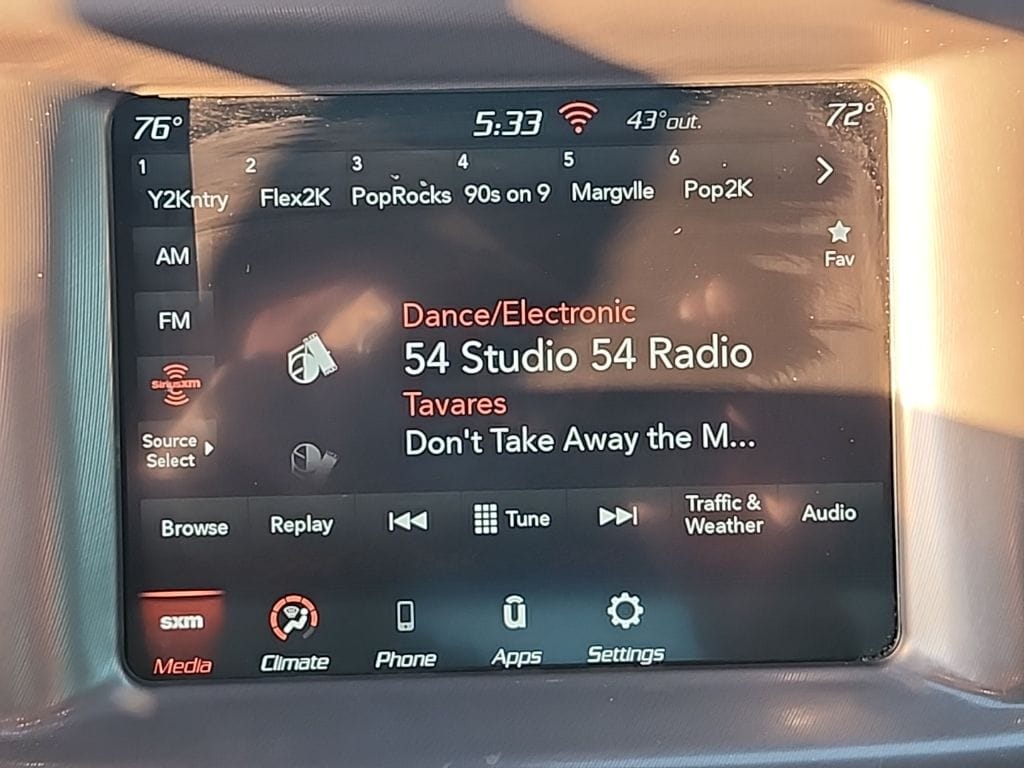 76° 5:33 43°out. 72°
1 2 3 4 5 6
Y2Kntry Flex2K PopRocks 90s on 9 Margvlle Pop2K
AM
Fav
FM
Dance/Electronic
54 Studio 54 Radio
SiriusXM
Tavares
Don't Take Away the M...
Source
Select
Browse Replay Tune Traffic &
Weather Audio
sxm u
Media Climate Phone Apps Settings